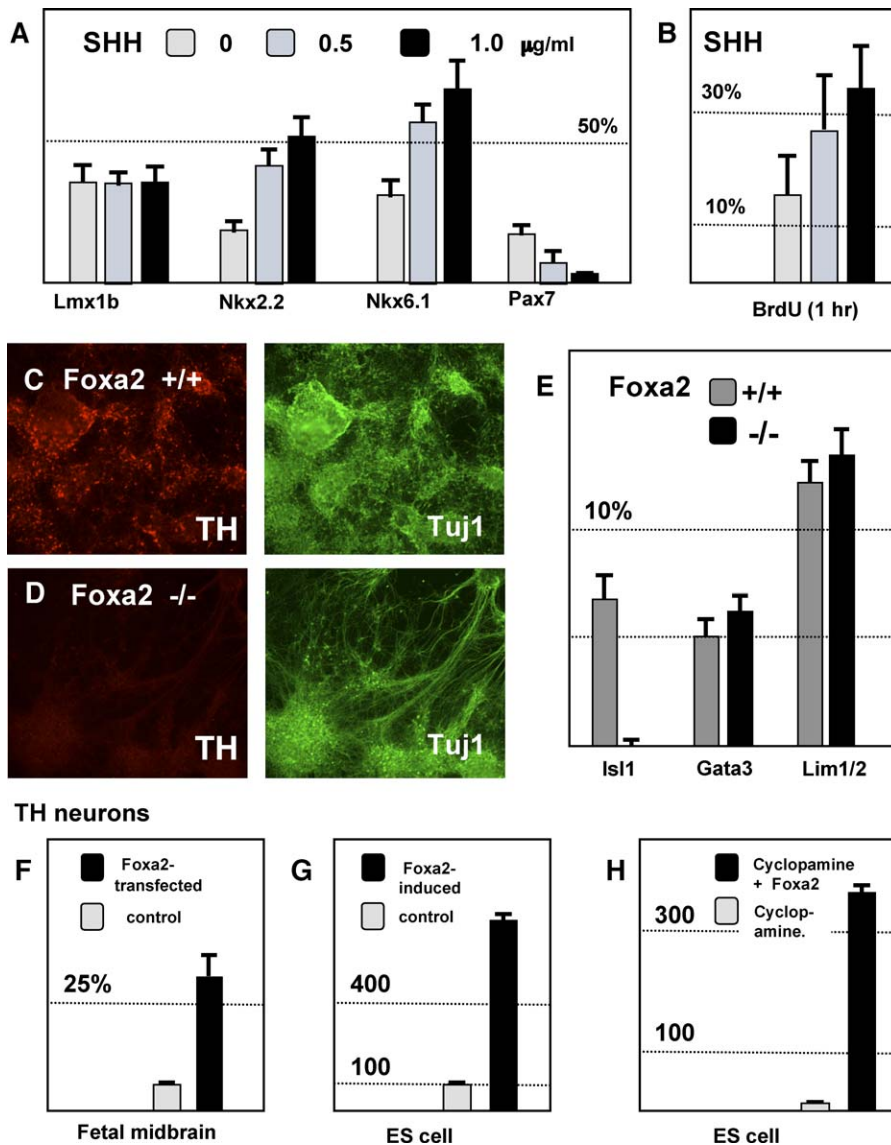 A SHH 0 0.5 1.0 µg/ml
50%
Lmx1b Nkx2.2 Nkx6.1 Pax7
B SHH
30%
10%
BrdU (1 hr)
C Foxa2 +/+
TH
Tuj1
D Foxa2 -/-
TH
Tuj1
E Foxa2 +/+
-/-
10%
Isl1 Gata3 Lim1/2
TH neurons
F Foxa2-
transfected
control
25%
Fetal midbrain
G Foxa2-
induced
control
400
100
ES cell
H Cyclopamine
+ Foxa2
Cyclop-
amine.
300
100
ES cell